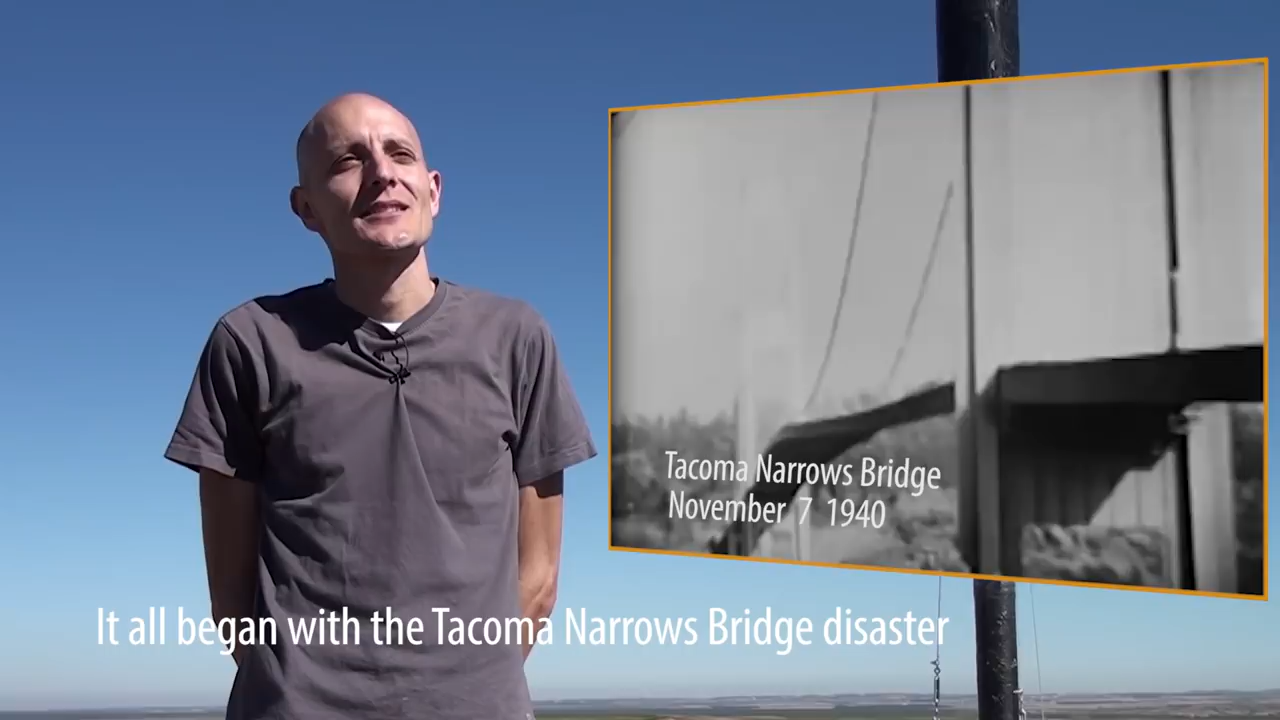 Tacoma Narrows Bridge
November 7 1940
It all began with the Tacoma Narrows Bridge disaster